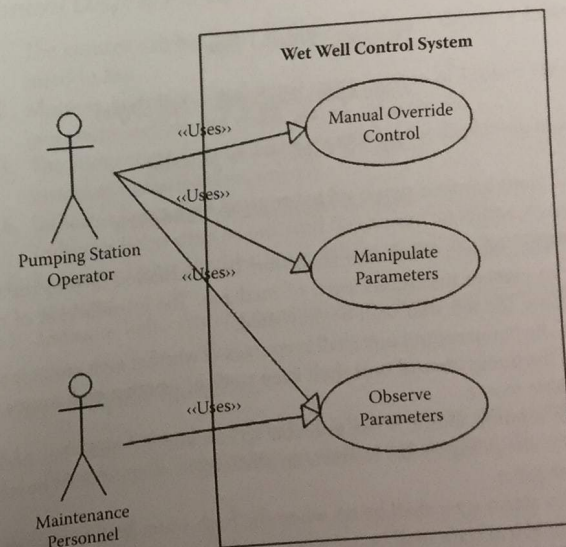 Wet Well Control System
‹‹Uses››
Manual Override
Control
‹‹Uses››
Pumping Station
Operator
Manipulate
Parameters
‹‹Uses››
‹‹Uses››
Observe
Parameters
Maintenance
Personnel